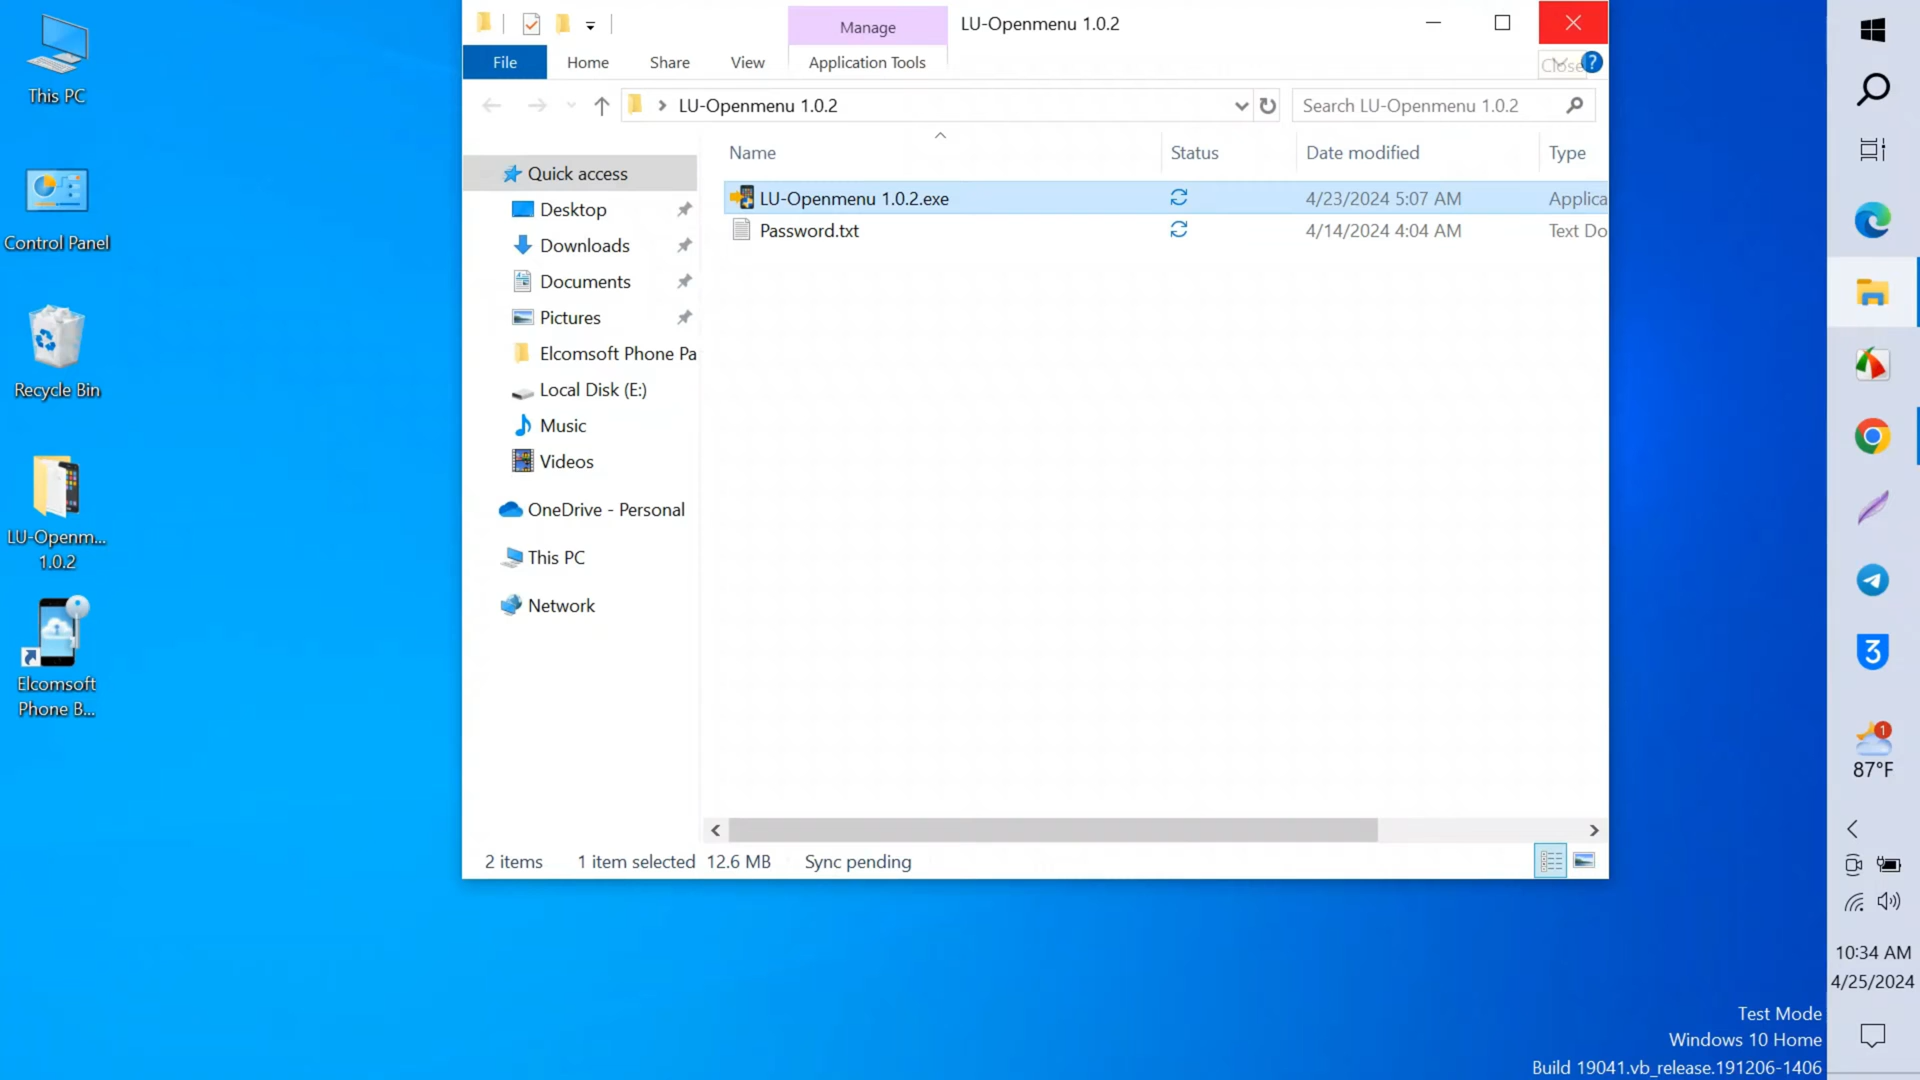 This PC
Control Panel
Recycle Bin
LU-Openm...
1.0.2
Elcomsoft
Phone B...
Manage
LU-Openmenu 1.0.2
File
Home
Share
View
Application Tools
Close
?
LU-Openmenu 1.0.2
Search LU-Openmenu 1.0.2
Name
Status
Date modified
Type
LU-Openmenu 1.0.2.exe
4/23/2024 5:07 AM
Applica
Password.txt
4/14/2024 4:04 AM
Text Do
Quick access
Desktop
Downloads
Documents
Pictures
Elcomsoft Phone Pa
Local Disk (E:)
Music
Videos
OneDrive - Personal
This PC
Network
2 items
1 item selected
12.6 MB
Sync pending
3
1
87°F
10:34 AM
4/25/2024
Test Mode
Windows 10 Home
Build 19041.vb_release.191206-1406